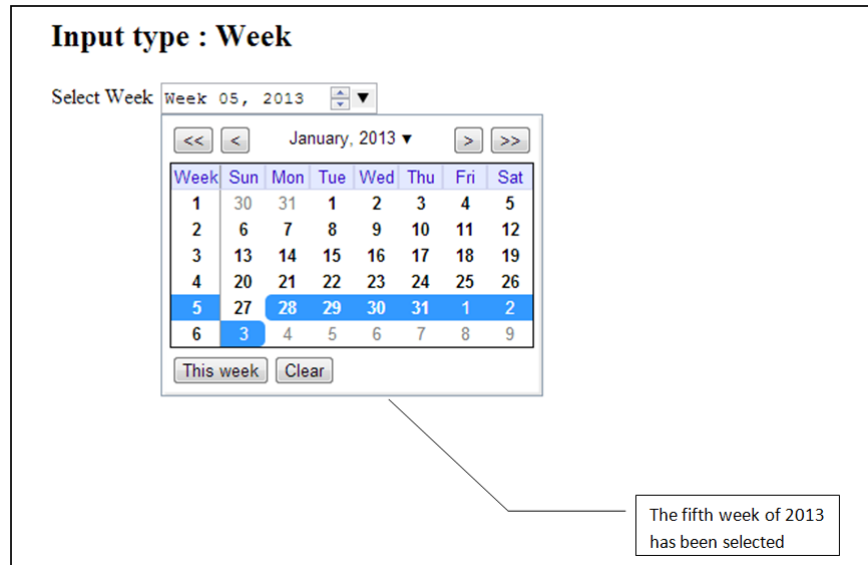 Input type : Week
Select Week Week 05, 2013 ▼
<< < January, 2013 ▼ > >>
Week Sun Mon Tue Wed Thu Fri Sat
1 30 31 1 2 3 4 5
2 6 7 8 9 10 11 12
3 13 14 15 16 17 18 19
4 20 21 22 23 24 25 26
5 27 28 29 30 31 1 2
6 3 4 5 6 7 8 9
This week Clear
The fifth week of 2013
has been selected